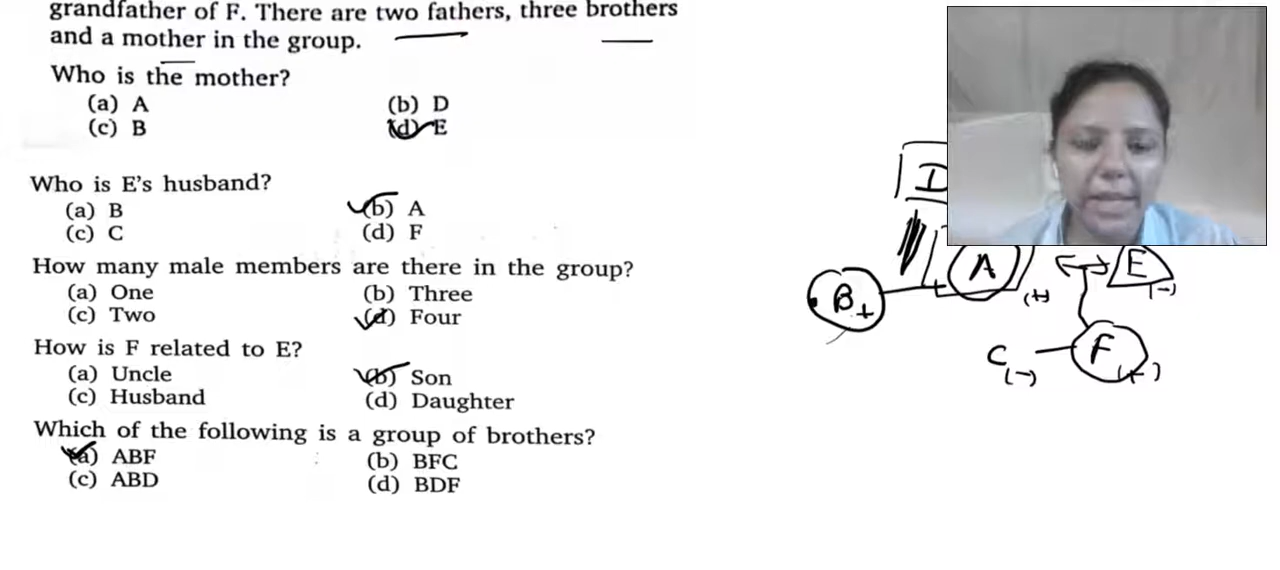 grandfather of F. There are two fathers, three brothers
and a mother in the group.
Who is the mother?
(a) A (b) D
(c) B (d) E
Who is E's husband?
(a) B (b) A
(c) C (d) F
How many male members are there in the group?
(a) One (b) Three
(c) Two (d) Four
How is F related to E?
(a) Uncle (b) Son
(c) Husband (d) Daughter
Which of the following is a group of brothers?
(a) ABF (b) BFC
(c) ABD (d) BDF
D
B + A (+) E (-)
C (-) F (+)